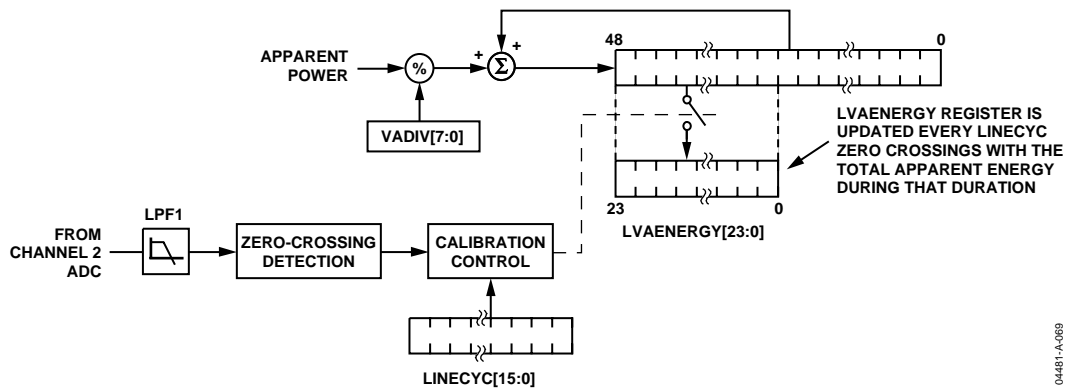 48
0
+
+
APPARENT
POWER
%
Σ
VADIV[7:0]
LVAENERGY REGISTER IS
UPDATED EVERY LINECYC
ZERO CROSSINGS WITH THE
TOTAL APPARENT ENERGY
DURING THAT DURATION
23
0
LVAENERGY[23:0]
LPF1
FROM
CHANNEL 2
ADC
ZERO-CROSSING
DETECTION
CALIBRATION
CONTROL
LINECYC[15:0]
04481-A-069